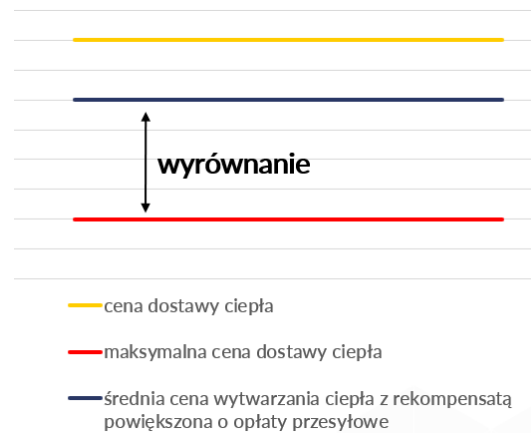 wyrównanie
cena dostawy ciepła
maksymalna cena dostawy ciepła
średnia cena wytwarzania ciepła z rekompensatą
powiększona o opłaty przesyłowe